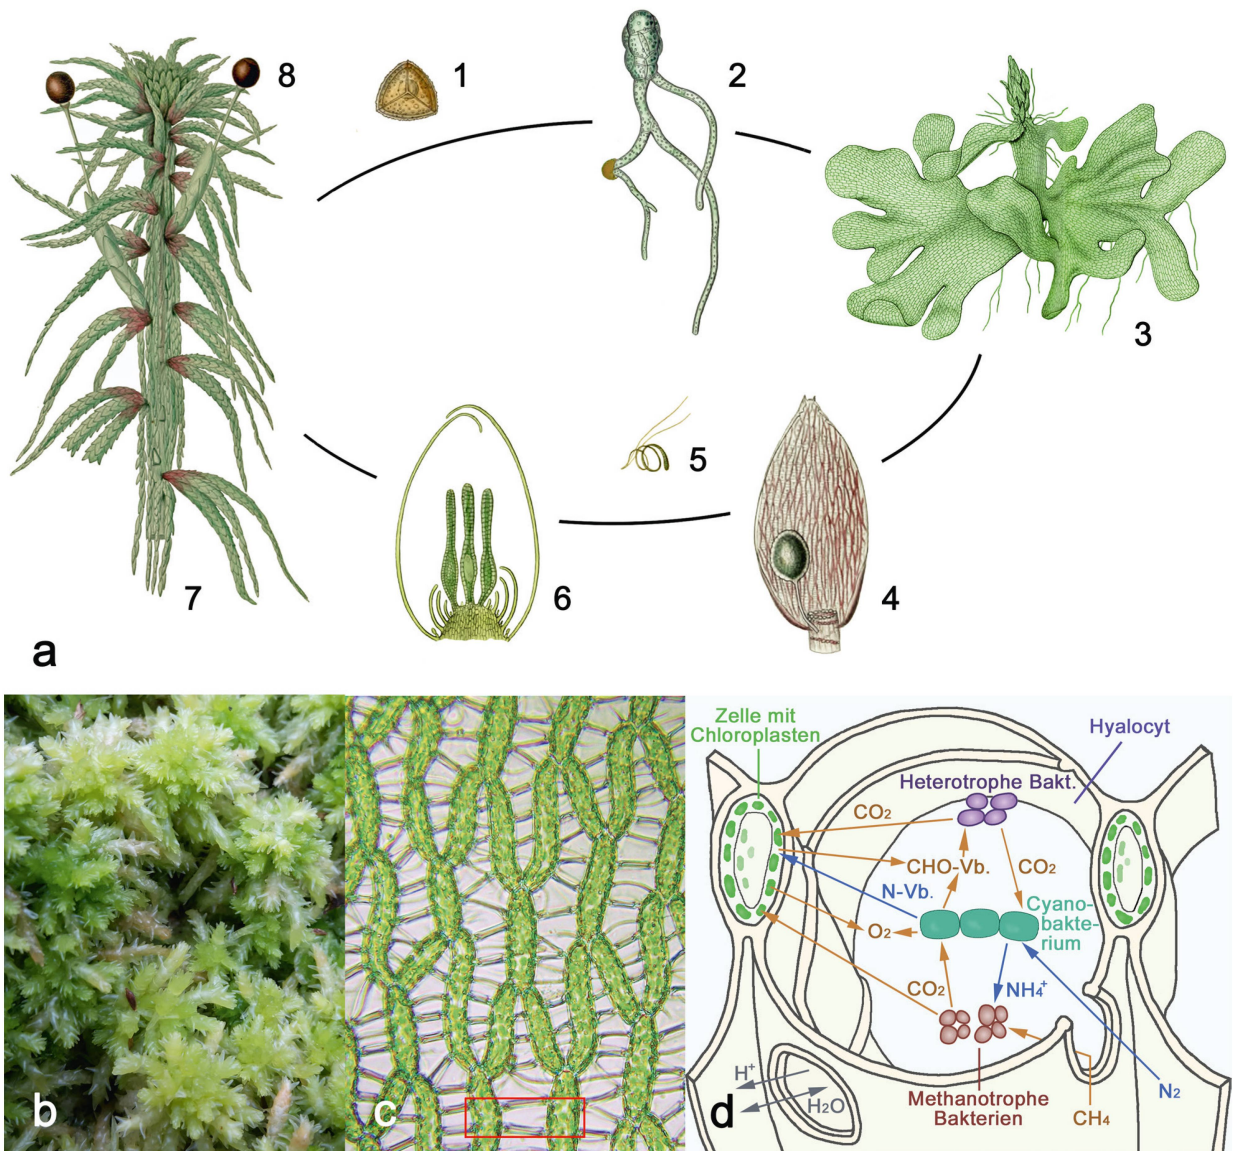 8
1
2
3
5
4
6
7
a
b
c
d
Zelle mit
Chloroplasten
Hyalocyt
Heterotrophe Bakt.
CO2
CHO-Vb.
CO2
N-Vb.
Cyano-
bakte-
rium
O2
CO2
NH4+
H+
H2O
Methanotrophe
Bakterien
CH4
N2